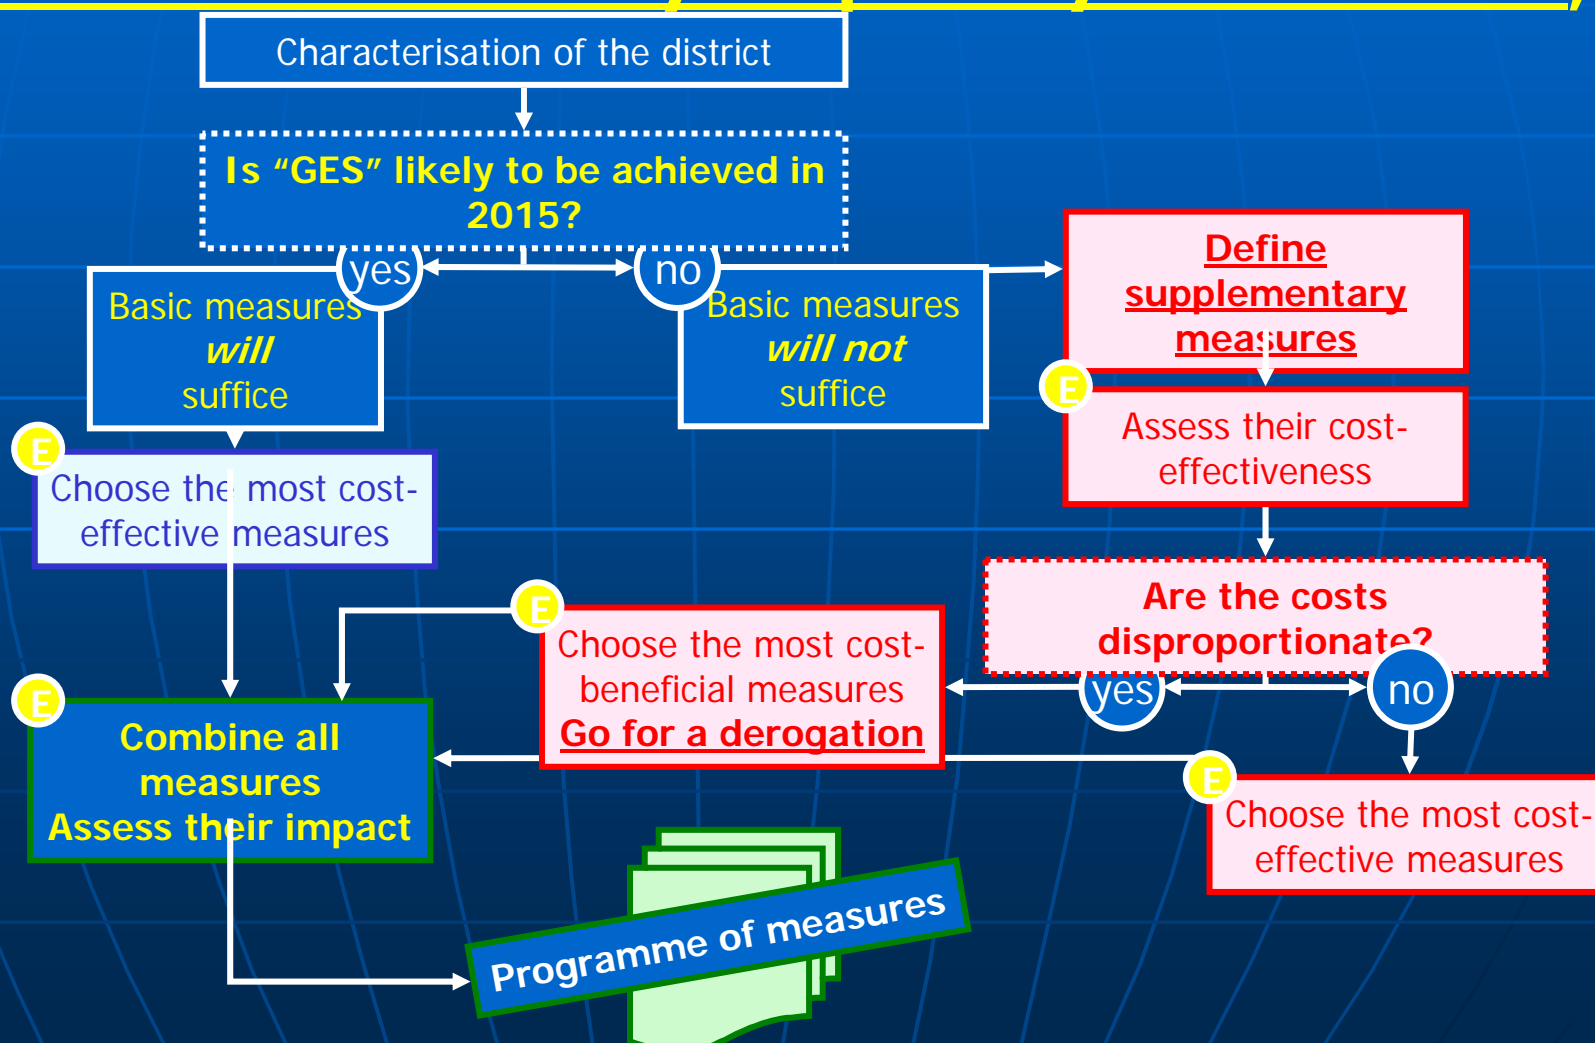 Characterisation of the district
Is “GES” likely to be achieved in
2015?
yes
no
Basic measures
will
suffice
Basic measures
will not
suffice
Define
supplementary
measures
E
Assess their cost-
effectiveness
E
Choose the most cost-
effective measures
Are the costs
disproportionate?
yes
no
E
Choose the most cost-
beneficial measures
Go for a derogation
E
Combine all
measures
Assess their impact
E
Choose the most cost-
effective measures
Programme of measures